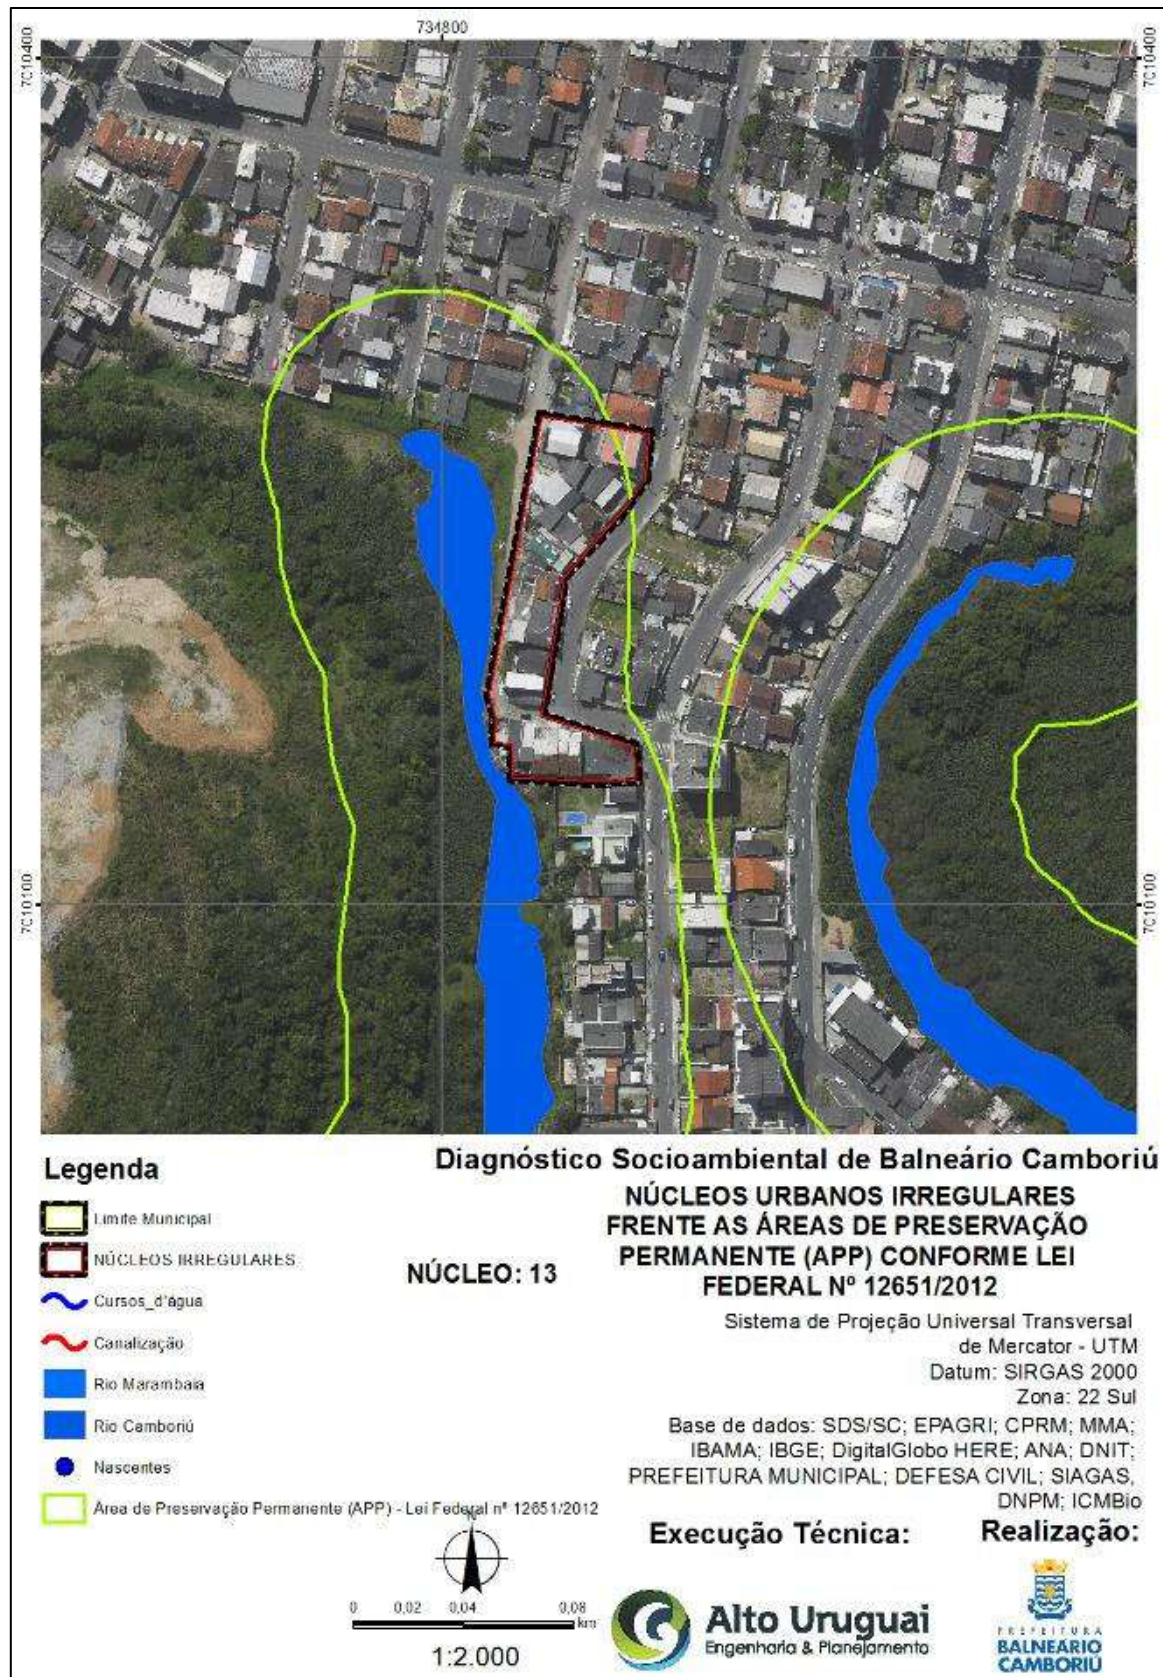 734800
7010400
7010400
7010100
7010100
Legenda
Limite Municipal
NÚCLEOS IRREGULARES
Cursos_d'água
Canalização
Rio Marambaia
Rio Camboriú
Nascentes
Área de Preservação Permanente (APP) - Lei Federal nº 12651/2012
Diagnóstico Socioambiental de Balneário Camboriú
NÚCLEO: 13
NÚCLEOS URBANOS IRREGULARES
FRENTE AS ÁREAS DE PRESERVAÇÃO
PERMANENTE (APP) CONFORME LEI
FEDERAL Nº 12651/2012
Sistema de Projeção Universal Transversal
de Mercator - UTM
Datum: SIRGAS 2000
Zona: 22 Sul
Base de dados: SDS/SC; EPAGRI; CPRM; MMA;
IBAMA; IBGE; DigitalGlobo HERE; ANA; DNIT;
PREFEITURA MUNICIPAL; DEFESA CIVIL; SIAGAS,
DNPM; ICMBio
N
0 0,02 0,04 0,08
km
1:2.000
Execução Técnica:
Alto Uruguai
Engenharia & Planejamento
Realização:
PREFEITURA
BALNEÁRIO
CAMBORIÚ